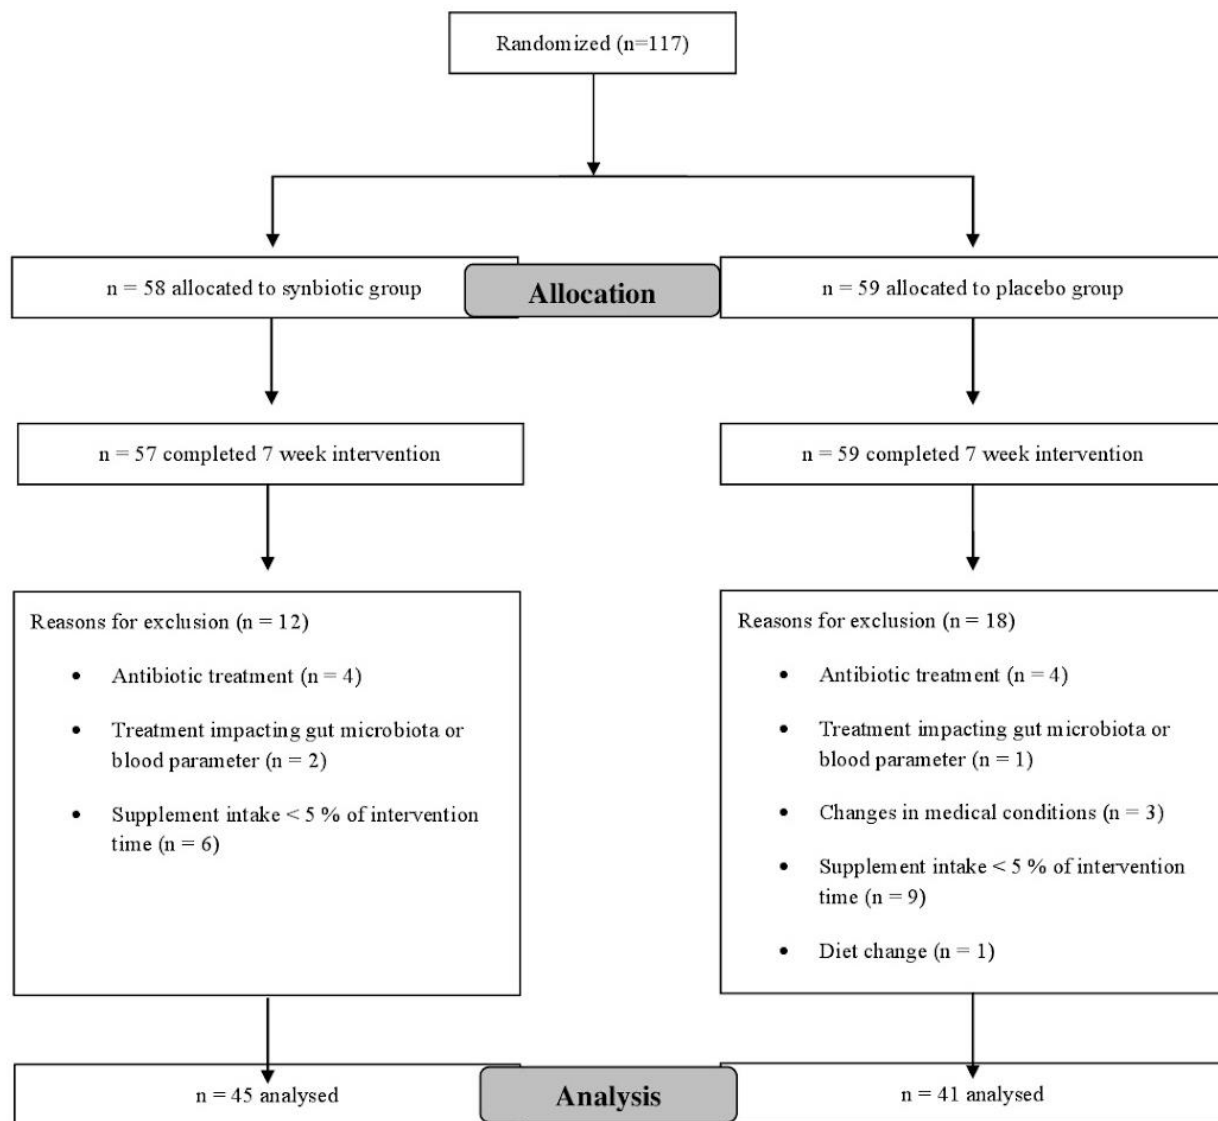 Randomized (n=117)
n = 58 allocated to synbiotic group
Allocation
n = 59 allocated to placebo group
n = 57 completed 7 week intervention
n = 59 completed 7 week intervention
Reasons for exclusion (n = 12)
• Antibiotic treatment (n = 4)
• Treatment impacting gut microbiota or
blood parameter (n = 2)
• Supplement intake < 5 % of intervention
time (n = 6)
Reasons for exclusion (n = 18)
• Antibiotic treatment (n = 4)
• Treatment impacting gut microbiota or
blood parameter (n = 1)
• Changes in medical conditions (n = 3)
• Supplement intake < 5 % of intervention
time (n = 9)
• Diet change (n = 1)
n = 45 analysed
Analysis
n = 41 analysed